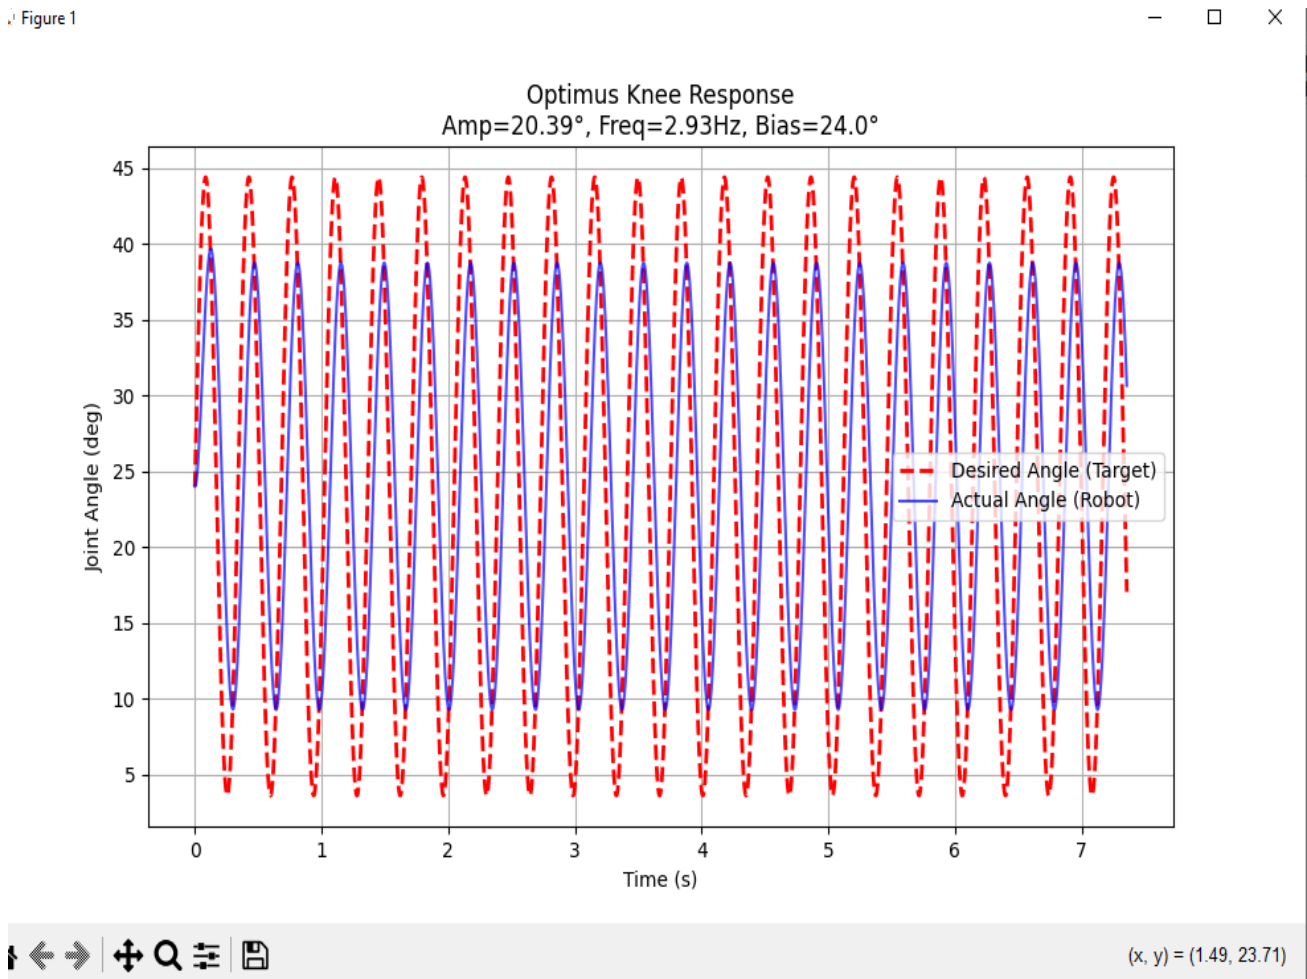 Figure 1
Optimus Knee Response
Amp=20.39°, Freq=2.93Hz, Bias=24.0°
45
40
35
30
25
20
15
10
5
Joint Angle (deg)
Desired Angle (Target)
Actual Angle (Robot)
0 1 2 3 4 5 6 7
Time (s)
(x, y) = (1.49, 23.71)